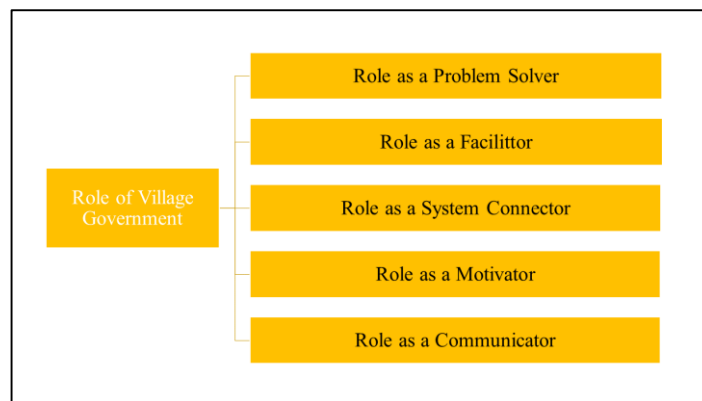 Role of Village
Government
Role as a Problem Solver
Role as a Facilittor
Role as a System Connector
Role as a Motivator
Role as a Communicator